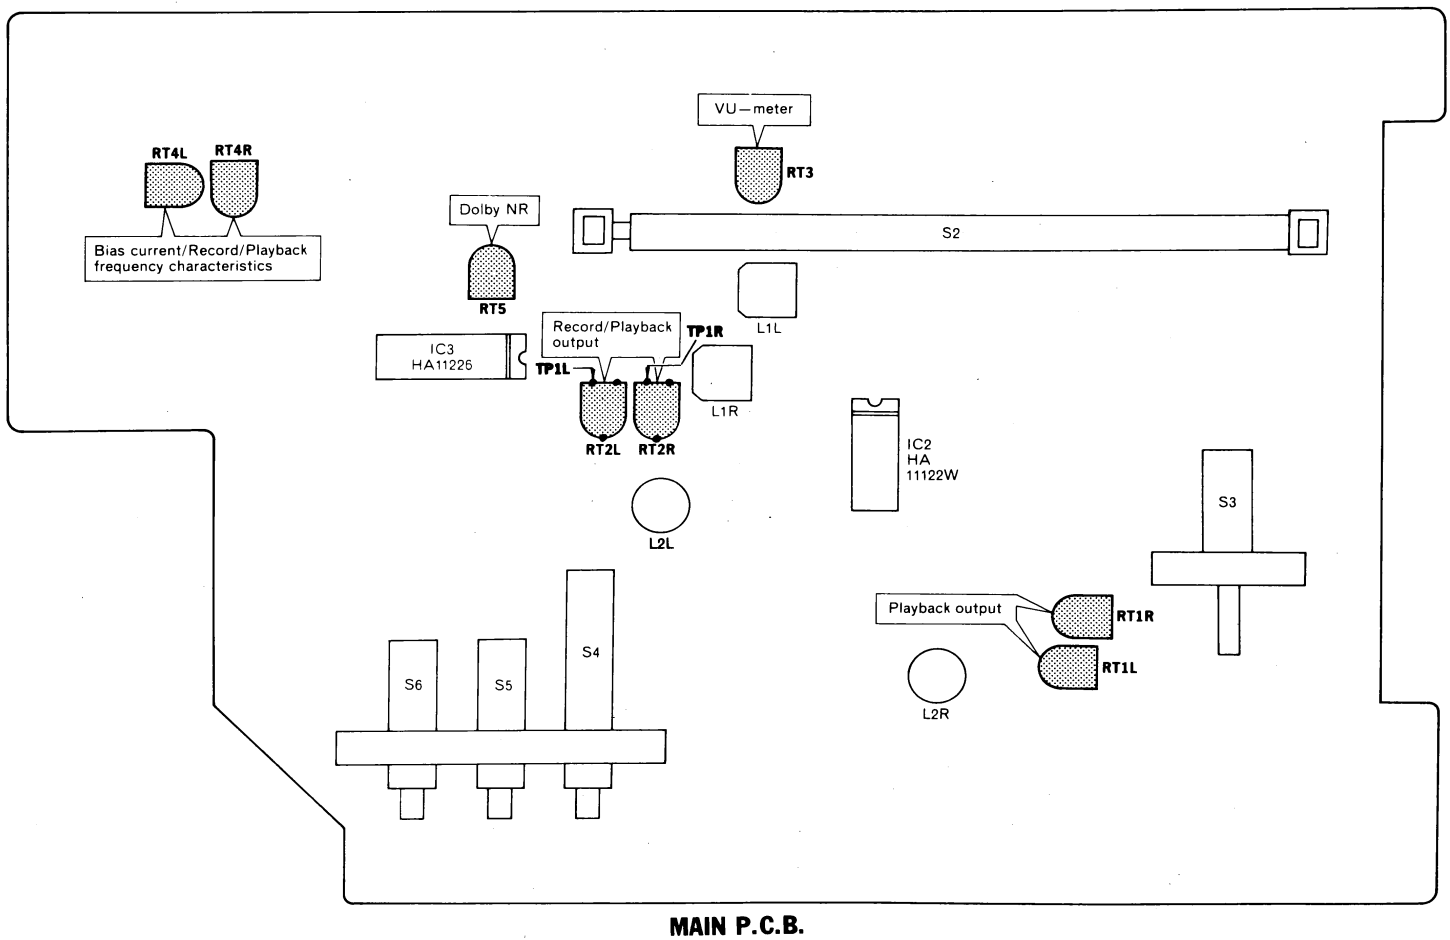 VU—meter
RT3
RT4L
RT4R
Bias current/Record/Playback
frequency characteristics
Dolby NR
RT5
S2
L1L
Record/Playback
output
TP1R
TP1L
IC3
HA11226
L1R
RT2L
RT2R
IC2
HA
11122W
S3
L2L
Playback output
RT1R
RT1L
S4
S6
S5
L2R
MAIN P.C.B.